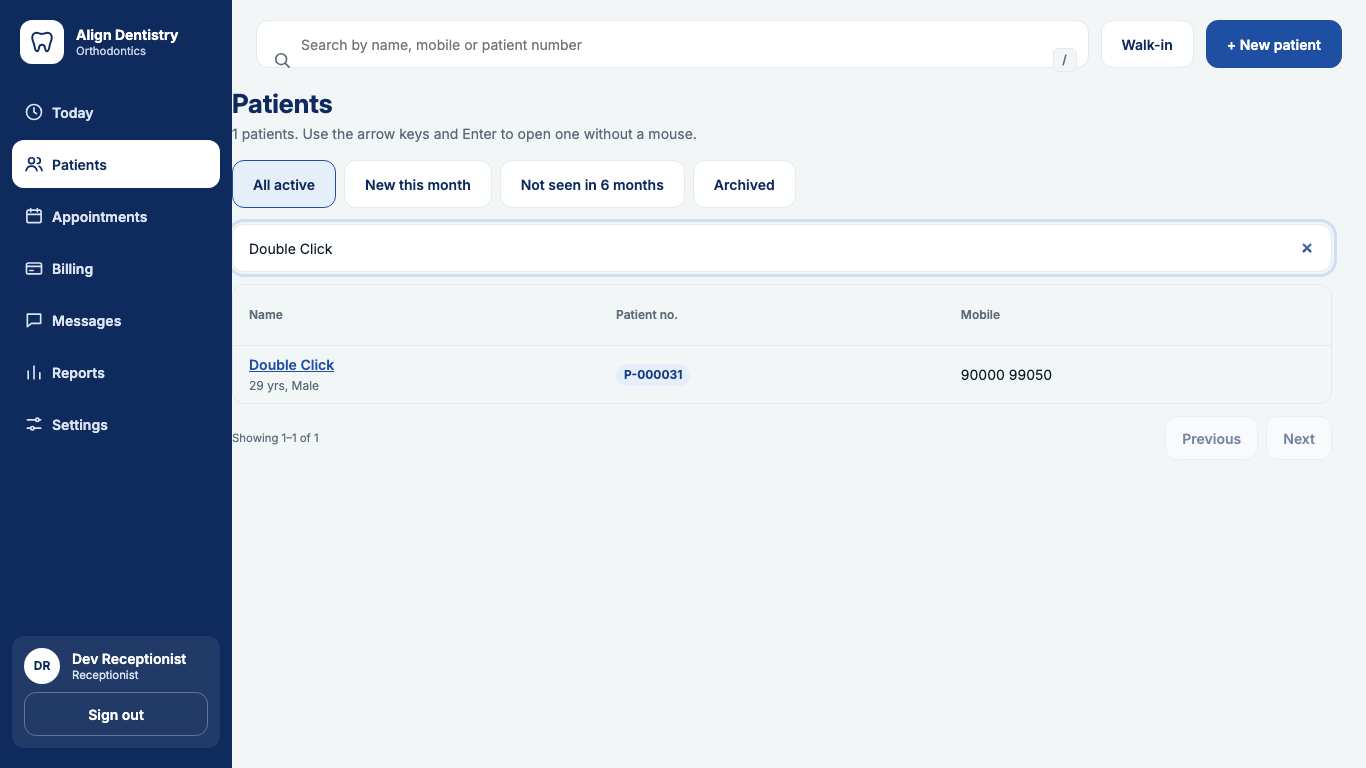 Align Dentistry
Orthodontics
Today
Patients
Appointments
Billing
Messages
Reports
Settings
DR
Dev Receptionist
Receptionist
Sign out
Search by name, mobile or patient number
/
Walk-in
+ New patient
Patients
1 patients. Use the arrow keys and Enter to open one without a mouse.
All active
New this month
Not seen in 6 months
Archived
Double Click
Name Patient no. Mobile
Double Click P-000031 90000 99050
29 yrs, Male
Showing 1–1 of 1
Previous
Next